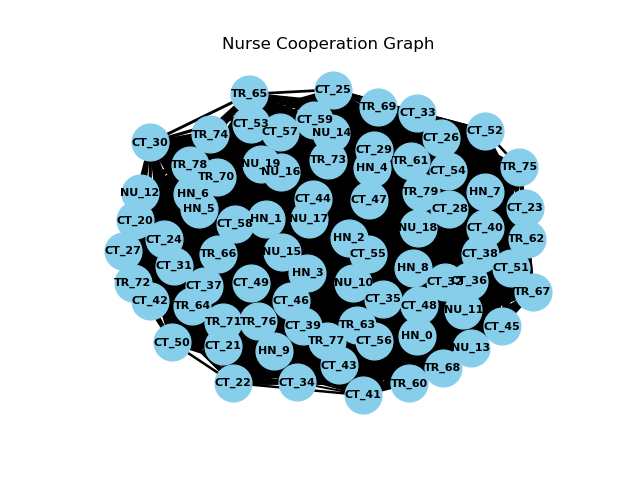 Nurse Cooperation Graph
CT_25
TR_65
TR_69
CT_33
CT_59
CT_53
CT_57
NU_14
CT_52
TR_74
CT_26
CT_30
CT_29
TR_73
TR_61
NU_19
TR_78
HN_4
TR_75
CT_54
NU_16
TR_70
NU_12
HN_6
TR_79
HN_7
CT_44
CT_47
HN_5
CT_28
CT_23
CT_20
HN_1
NU_17
CT_58
NU_18
CT_40
HN_2
CT_24
TR_62
CT_27
NU_15
TR_66
CT_55
CT_38
CT_31
HN_8
CT_51
HN_3
CT_36
TR_72
CT_49
NU_10
CT_32
CT_37
TR_67
CT_42
CT_46
CT_35
TR_64
CT_48
NU_11
TR_71
TR_76
CT_39
TR_63
CT_45
HN_0
CT_50
TR_77
CT_56
CT_21
NU_13
HN_9
CT_43
TR_68
CT_22
CT_34
TR_60
CT_41